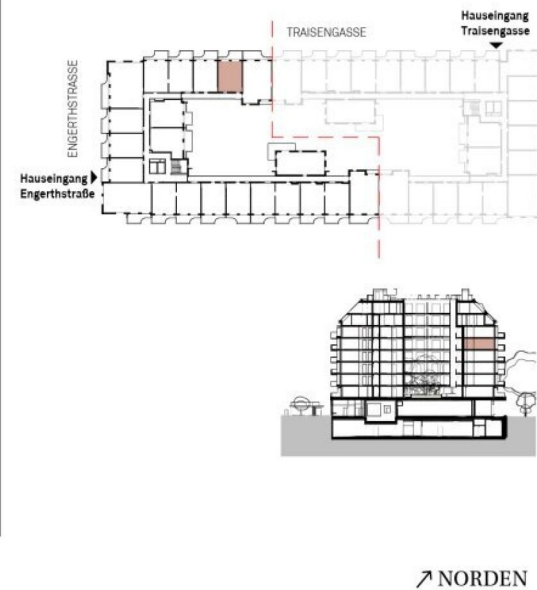 Hauseingang
Traisengasse
TRAISENGASSE
ENGERTHSTRASSE
Hauseingang
Engerthstraße
↗ NORDEN